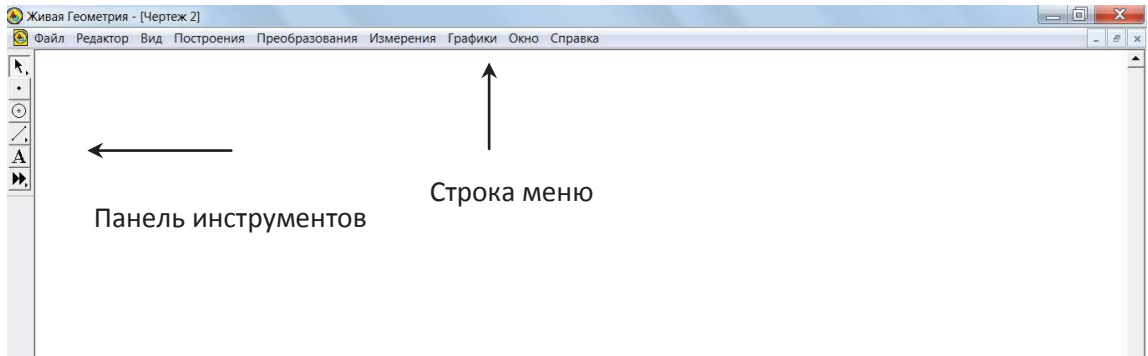 Живая Геометрия - [Чертеж 2]
Файл Редактор Вид Построения Преобразования Измерения Графики Окно Справка
A
Строка меню
Панель инструментов